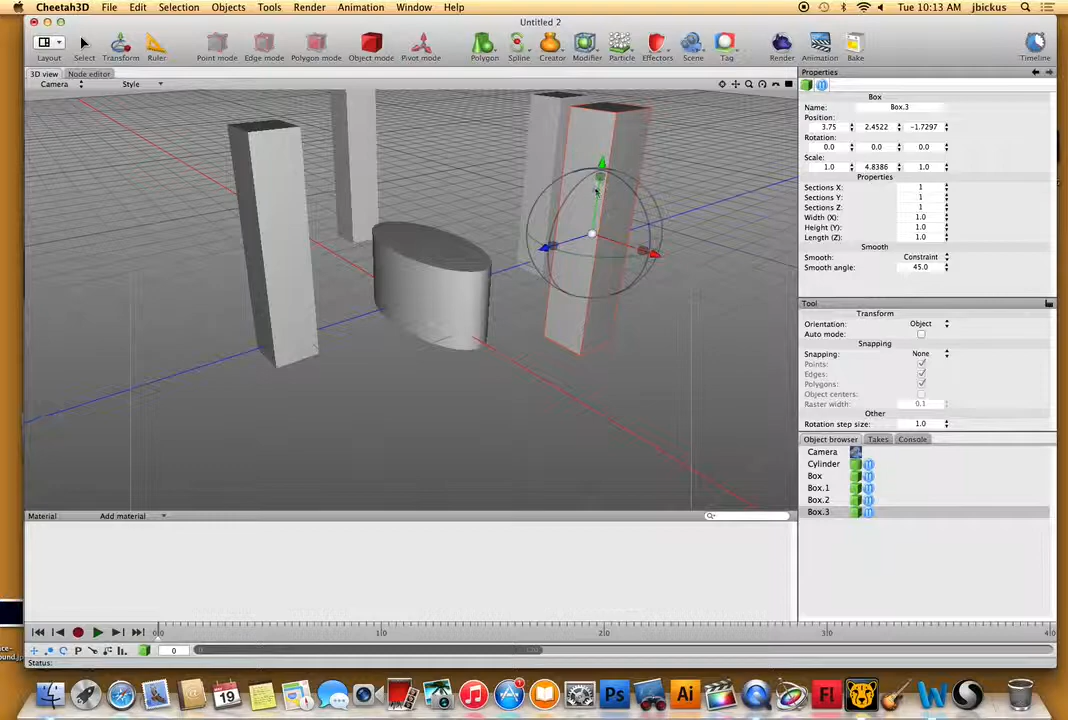 Cheetah3D File Edit Selection Objects Tools Render Animation Window Help Tue 10:13 AM jbickus
Untitled 2
Layout Select Transform Ruler Point mode Edge mode Polygon mode Object mode Pivot mode Polygon Spline Creator Modifier Particle Effectors Scene Tag Render Animation Bake Timeline
3D view Node editor
Camera Style
Properties
Box
Name: Box.3
Position:
3.75 2.4522 -1.7297
Rotation:
0.0 0.0 0.0
Scale:
1.0 4.8386 1.0
Properties
Sections X: 1
Sections Y: 1
Sections Z: 1
Width (X): 1.0
Height (Y): 1.0
Length (Z): 1.0
Smooth
Smooth: Constraint
Smooth angle: 45.0
Tool
Transform
Orientation: Object
Auto mode:
Snapping
Snapping: None
Points:
Edges:
Polygons:
Object centers:
Raster width: 0.1
Other
Rotation step size: 1.0
Object browser Takes Console
Camera
Cylinder
Box
Box.1
Box.2
Box.3
Material Add material
0 10 20 30 40
P 0
Status:
19
Ps Ai Fl W